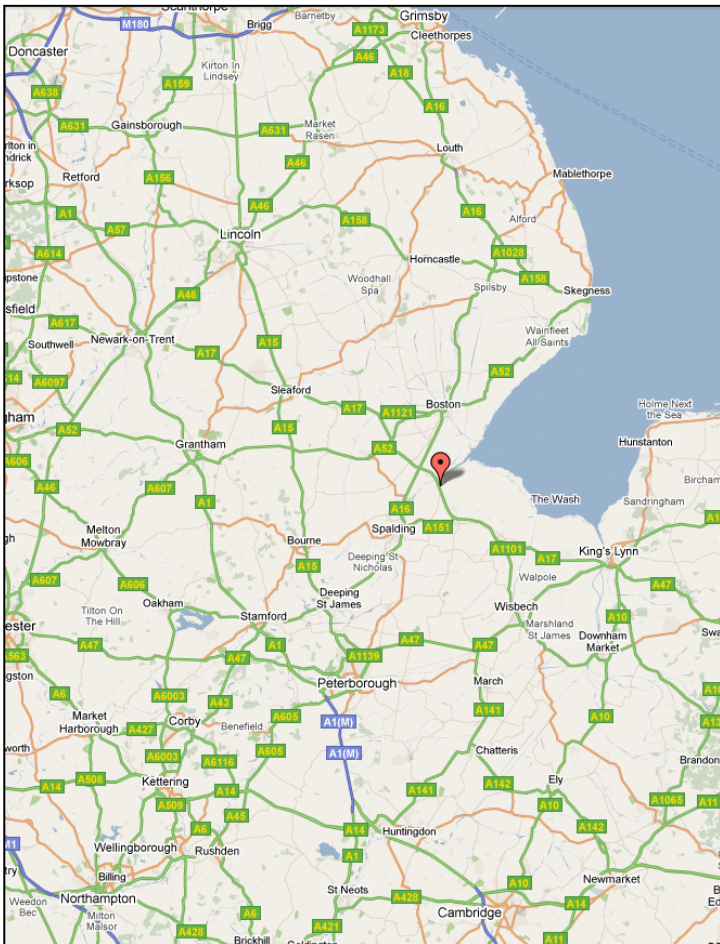 Grimsby
Barnetby
Brigg
M180
A1173
Cleethorpes
Doncaster
A46
Kirton in
Lindsey
A18
A159
A638
A16
A631
Gainsborough
A631
Market
Rasen
Louth
A46
Retford
A156
Mablethorpe
A1
A46
A158
A16
Alford
A57
Lincoln
A614
A1028
Horncastle
A158
Woodhall
Spa
Spilsby
Skegness
A46
A617
Newark-on-Trent
Southwell
A17
A15
Wainfleet
All Saints
A6097
A52
Sleaford
A17
A1121
Boston
Holme Next
the Sea
A52
A15
Grantham
A52
Hunstanton
A606
A46
A607
A1
Sandringham
The Wash
A16
Spalding
A151
Melton
Mowbray
Bourne
Deeping St
Nicholas
A1101
A17
King's Lynn
A15
Walpole
A607
A606
Deeping
St James
A47
Oakham
Tilton On
The Hill
Stamford
Wisbech
A10
Marshland
St James
Downham
Market
A47
A1
A47
A47
A47
A1139
A563
Peterborough
March
A6
A6003
A43
A605
A141
A10
Market
Harborough
A427
Corby
Benefield
A1(M)
A6003
A6116
A605
A1(M)
Chatteris
Brandon
A14
A508
Kettering
A14
A141
A142
Ely
A509
A45
A10
A1065
A6
A14
Huntingdon
A142
Wellingborough
Rushden
A1
Billing
Newmarket
Northampton
St Neots
A428
A10
A14
Weedon
Bec
Milton
Malsor
A6
Cambridge
A428
A421
A11
Brickhill